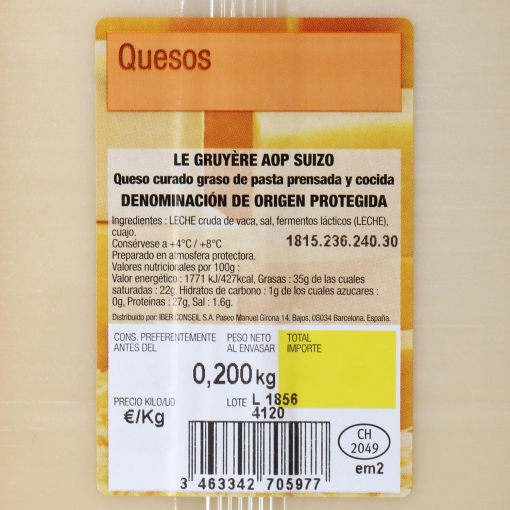 Quesos
LE GRUYÈRE AOP SUIZO
Queso curado graso de pasta prensada y cocida
DENOMINACIÓN DE ORIGEN PROTEGIDA
Ingredientes : LECHE cruda de vaca, sal, fermentos lácticos (LECHE),
cuajo.
Consérvese a +4°C / +8°C
1815.236.240.30
Preparado en atmosfera protectora.
Valores nutricionales por 100g :
Valor energético : 1771 kJ/427kcal, Grasas : 35g de las cuales
saturadas : 22g, Hidratos de carbono : 1g de los cuales azucares :
0g, Proteínas : 27g, Sal : 1.6g.
Distribuido por: IBER CONSEIL S.A. Paseo Manuel Girona 14. Bajos, 08034 Barcelona. España.
CONS. PREFERENTEMENTE
ANTES DEL
PESO NETO
AL ENVASAR
TOTAL
IMPORTE
0,200 kg
PRECIO KILO/UD
€/Kg
LOTE L 1856
4120
CH
2049
em2
3 463342 705977